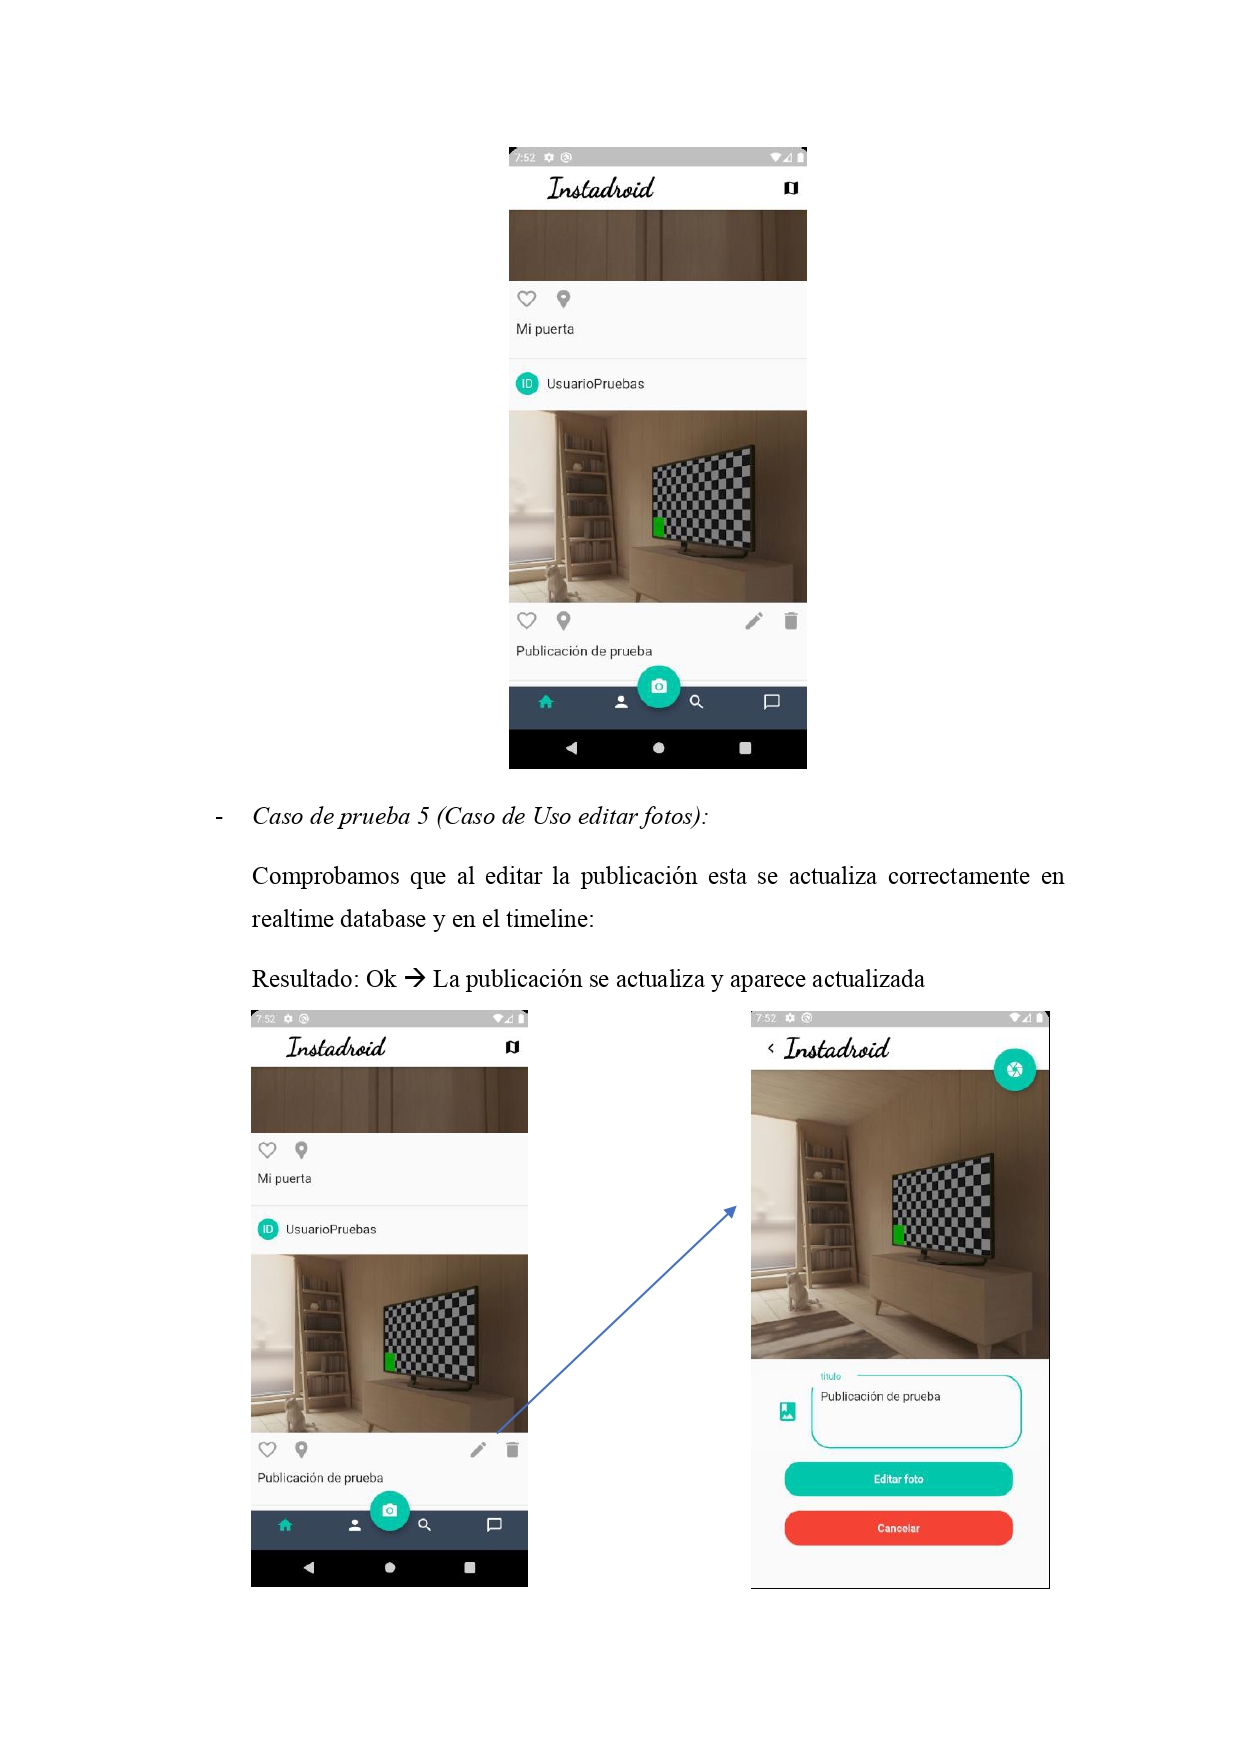 7:52
Instadroid
Mi puerta
ID UsuarioPruebas
Publicación de prueba
- Caso de prueba 5 (Caso de Uso editar fotos):
Comprobamos que al editar la publicación esta se actualiza correctamente en
realtime database y en el timeline:
Resultado: Ok → La publicación se actualiza y aparece actualizada
7:52
Instadroid
Mi puerta
ID UsuarioPruebas
Publicación de prueba
7:52
< Instadroid
titulo
Publicación de prueba
Editar foto
Cancelar